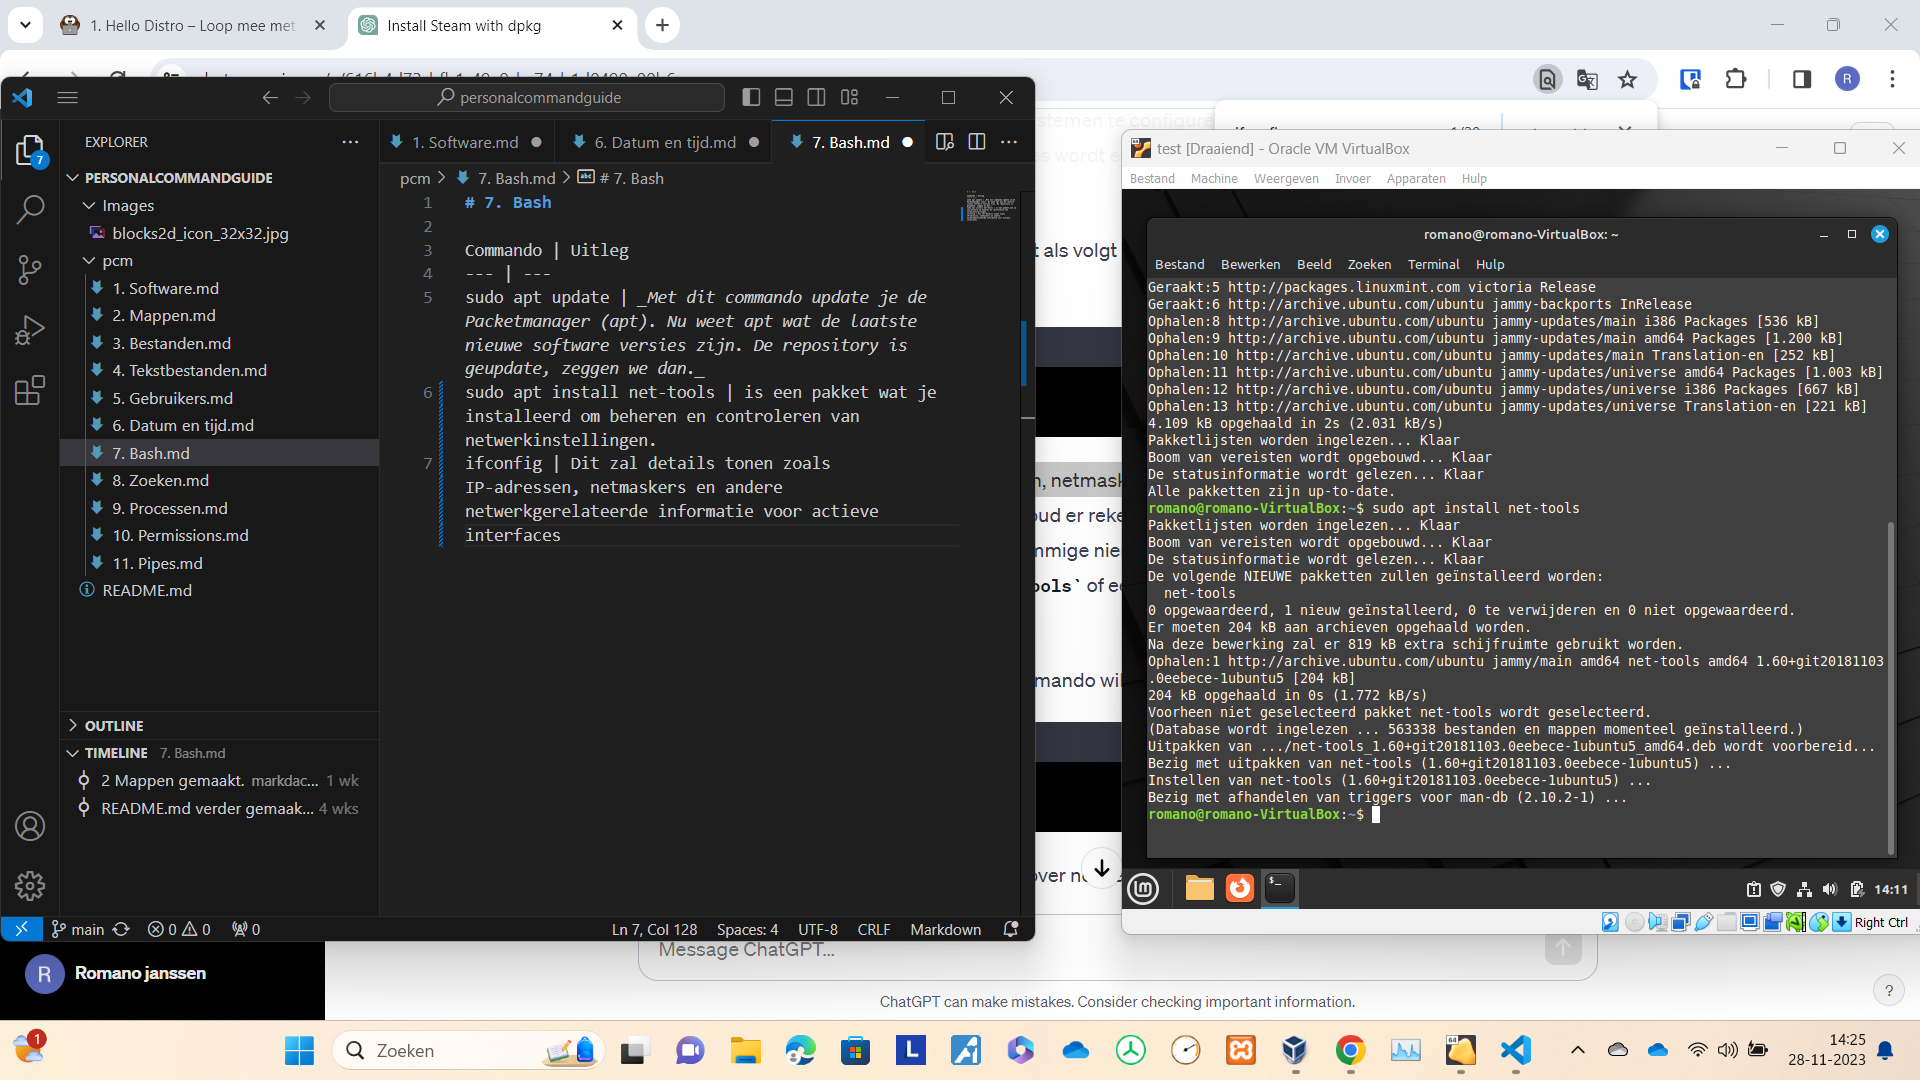 1. Hello Distro – Loop mee met
Install Steam with dpkg
R
personalcommandguide
EXPLORER
PERSONALCOMMANDGUIDE
Images
blocks2d_icon_32x32.jpg
pcm
1. Software.md
2. Mappen.md
3. Bestanden.md
4. Tekstbestanden.md
5. Gebruikers.md
6. Datum en tijd.md
7. Bash.md
8. Zoeken.md
9. Processen.md
10. Permissions.md
11. Pipes.md
README.md
OUTLINE
TIMELINE 7. Bash.md
2 Mappen gemaakt. markdac... 1 wk
README.md verder gemaak... 4 wks
7
1. Software.md
6. Datum en tijd.md
7. Bash.md
pcm > 7. Bash.md > # 7. Bash
1 # 7. Bash
2
3 Commando | Uitleg
4 --- | ---
5 sudo apt update | _Met dit commando update je de
Packetmanager (apt). Nu weet apt wat de laatste
nieuwe software versies zijn. De repository is
geupdate, zeggen we dan._
6 sudo apt install net-tools | is een pakket wat je
installeerd om beheren en controleren van
netwerkinstellingen.
7 ifconfig | Dit zal details tonen zoals
IP-adressen, netmaskers en andere
netwerkgerelateerde informatie voor actieve
interfaces
main 0 0 0
Ln 7, Col 128 Spaces: 4 UTF-8 CRLF Markdown
stemen te configure
t als volgt
n, netmask
oud er reke
mmige nieu
ools` of ee
mando wil
over n
test [Draaiend] - Oracle VM VirtualBox
Bestand Machine Weergeven Invoer Apparaten Hulp
romano@romano-VirtualBox: ~
Bestand Bewerken Beeld Zoeken Terminal Hulp
Geraakt:5 http://packages.linuxmint.com victoria Release
Geraakt:6 http://archive.ubuntu.com/ubuntu jammy-backports InRelease
Ophalen:8 http://archive.ubuntu.com/ubuntu jammy-updates/main i386 Packages [536 kB]
Ophalen:9 http://archive.ubuntu.com/ubuntu jammy-updates/main amd64 Packages [1.200 kB]
Ophalen:10 http://archive.ubuntu.com/ubuntu jammy-updates/main Translation-en [252 kB]
Ophalen:11 http://archive.ubuntu.com/ubuntu jammy-updates/universe amd64 Packages [1.003 kB]
Ophalen:12 http://archive.ubuntu.com/ubuntu jammy-updates/universe i386 Packages [667 kB]
Ophalen:13 http://archive.ubuntu.com/ubuntu jammy-updates/universe Translation-en [221 kB]
4.109 kB opgehaald in 2s (2.031 kB/s)
Pakketlijsten worden ingelezen... Klaar
Boom van vereisten wordt opgebouwd... Klaar
De statusinformatie wordt gelezen... Klaar
Alle pakketten zijn up-to-date.
romano@romano-VirtualBox:~$ sudo apt install net-tools
Pakketlijsten worden ingelezen... Klaar
Boom van vereisten wordt opgebouwd... Klaar
De statusinformatie wordt gelezen... Klaar
De volgende NIEUWE pakketten zullen geïnstalleerd worden:
net-tools
0 opgewaardeerd, 1 nieuw geïnstalleerd, 0 te verwijderen en 0 niet opgewaardeerd.
Er moeten 204 kB aan archieven opgehaald worden.
Na deze bewerking zal er 819 kB extra schijfruimte gebruikt worden.
Ophalen:1 http://archive.ubuntu.com/ubuntu jammy/main amd64 net-tools amd64 1.60+git20181103
.0eebece-1ubuntu5 [204 kB]
204 kB opgehaald in 0s (1.772 kB/s)
Voorheen niet geselecteerd pakket net-tools wordt geselecteerd.
(Database wordt ingelezen ... 563338 bestanden en mappen momenteel geïnstalleerd.)
Uitpakken van .../net-tools_1.60+git20181103.0eebece-1ubuntu5_amd64.deb wordt voorbereid...
Bezig met uitpakken van net-tools (1.60+git20181103.0eebece-1ubuntu5) ...
Instellen van net-tools (1.60+git20181103.0eebece-1ubuntu5) ...
Bezig met afhandelen van triggers voor man-db (2.10.2-1) ...
romano@romano-VirtualBox:~$
14:11
Right Ctrl
R Romano janssen
Message ChatGPT...
ChatGPT can make mistakes. Consider checking important information.
?
1
Zoeken
L
14:25
28-11-2023